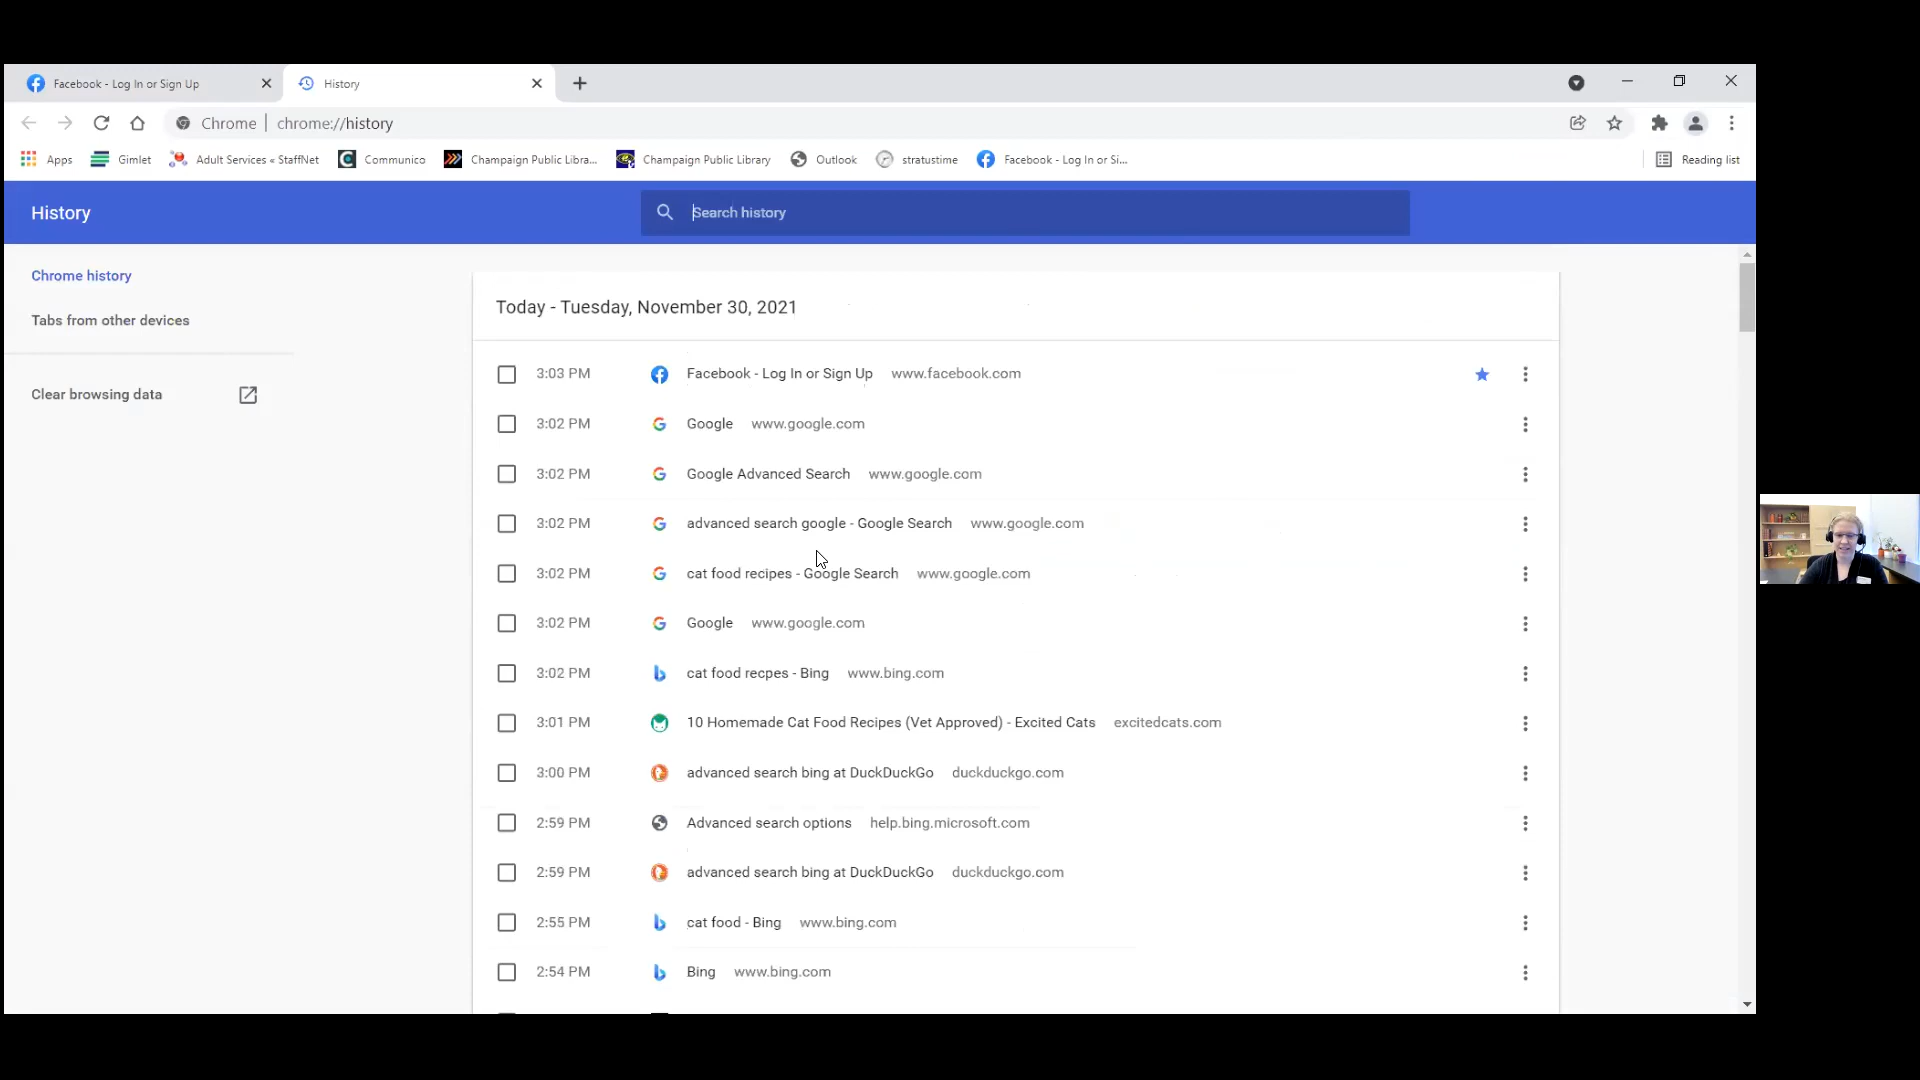 Facebook - Log In or Sign Up
History
Chrome | chrome://history
Apps Gimlet Adult Services « StaffNet Communico Champaign Public Libra... Champaign Public Library Outlook stratustime Facebook - Log In or Si... Reading list
History
Search history
Chrome history
Tabs from other devices
Clear browsing data
Today - Tuesday, November 30, 2021
3:03 PM Facebook - Log In or Sign Up www.facebook.com
3:02 PM Google www.google.com
3:02 PM Google Advanced Search www.google.com
3:02 PM advanced search google - Google Search www.google.com
3:02 PM cat food recipes - Google Search www.google.com
3:02 PM Google www.google.com
3:02 PM cat food recpes - Bing www.bing.com
3:01 PM 10 Homemade Cat Food Recipes (Vet Approved) - Excited Cats excitedcats.com
3:00 PM advanced search bing at DuckDuckGo duckduckgo.com
2:59 PM Advanced search options help.bing.microsoft.com
2:59 PM advanced search bing at DuckDuckGo duckduckgo.com
2:55 PM cat food - Bing www.bing.com
2:54 PM Bing www.bing.com